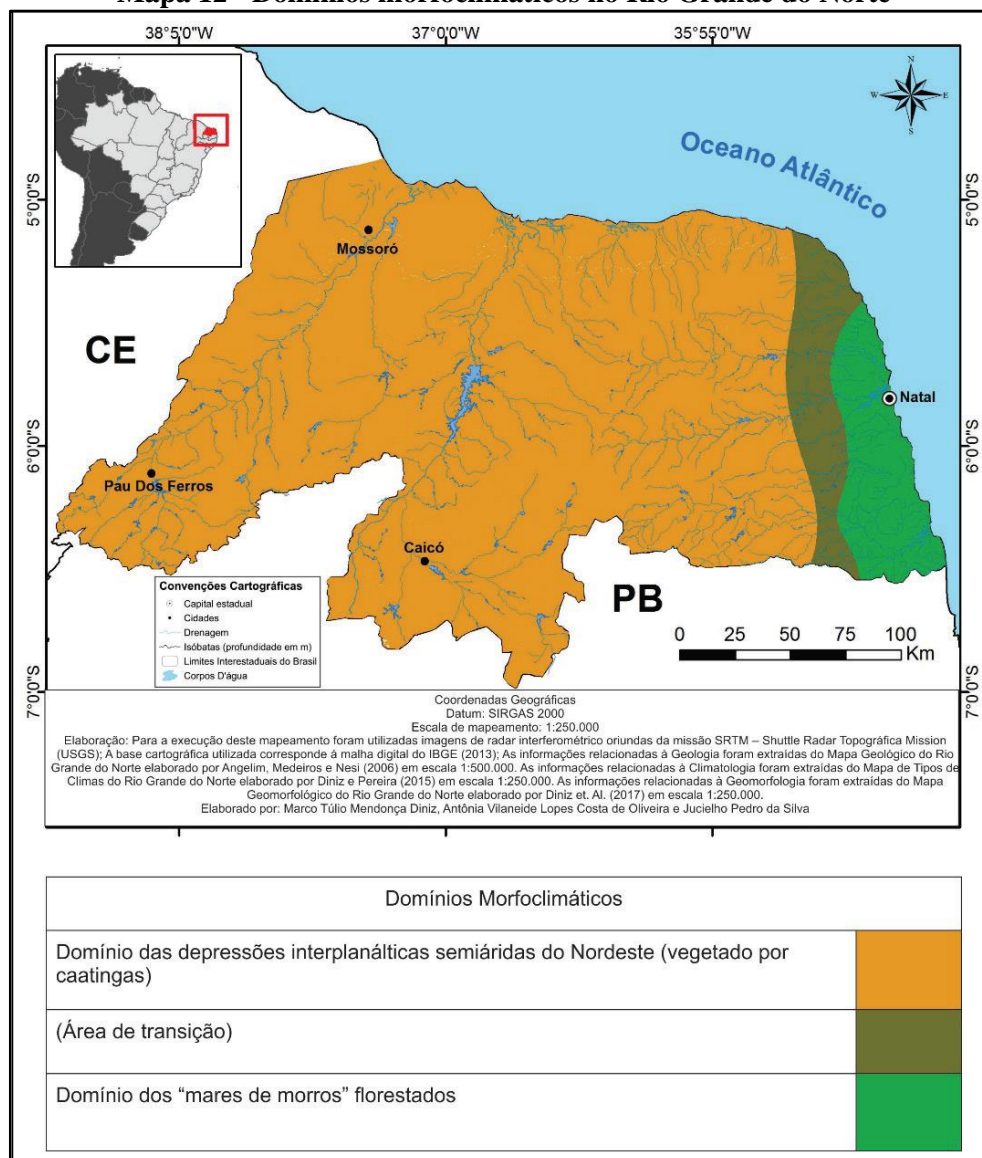 Mapa 12 - Domínios morfoclimáticos no Rio Grande do Norte
38°5'0"W
37°0'0"W
35°55'0"W
N
W
E
S
Oceano Atlântico
5°0'0"S
5°0'0"S
Mossoró
CE
Natal
6°0'0"S
6°0'0"S
Pau Dos Ferros
Caicó
PB
Convenções Cartográficas
Capital estadual
Cidades
Drenagem
Isóbatas (profundidade em m)
Limites Interestaduais do Brasil
Corpos D'água
0 25 50 75 100
Km
7°0'0"S
7°0'0"S
Coordenadas Geográficas
Datum: SIRGAS 2000
Escala de mapeamento: 1:250.000
Elaboração: Para a execução deste mapeamento foram utilizadas imagens de radar interferométrico oriundas da missão SRTM – Shuttle Radar Topográfica Mission
(USGS); A base cartográfica utilizada corresponde á malha digital do IBGE (2013); As informações relacionadas à Geologia foram extraídas do Mapa Geológico do Rio
Grande do Norte elaborado por Angelim, Medeiros e Nesi (2006) em escala 1:500.000. As informações relacionadas à Climatologia foram extraídas do Mapa de Tipos de
Climas do Rio Grande do Norte elaborado por Diniz e Pereira (2015) em escala 1:250.000. As informações relacionadas à Geomorfologia foram extraídas do Mapa
Geomorfológico do Rio Grande do Norte elaborado por Diniz et. Al. (2017) em escala 1:250.000.
Elaborado por: Marco Túlio Mendonça Diniz, Antônia Vilaneide Lopes Costa de Oliveira e Jucielho Pedro da Silva
Domínios Morfoclimáticos
Domínio das depressões interplanálticas semiáridas do Nordeste (vegetado por
caatingas)
(Área de transição)
Domínio dos “mares de morros” florestados